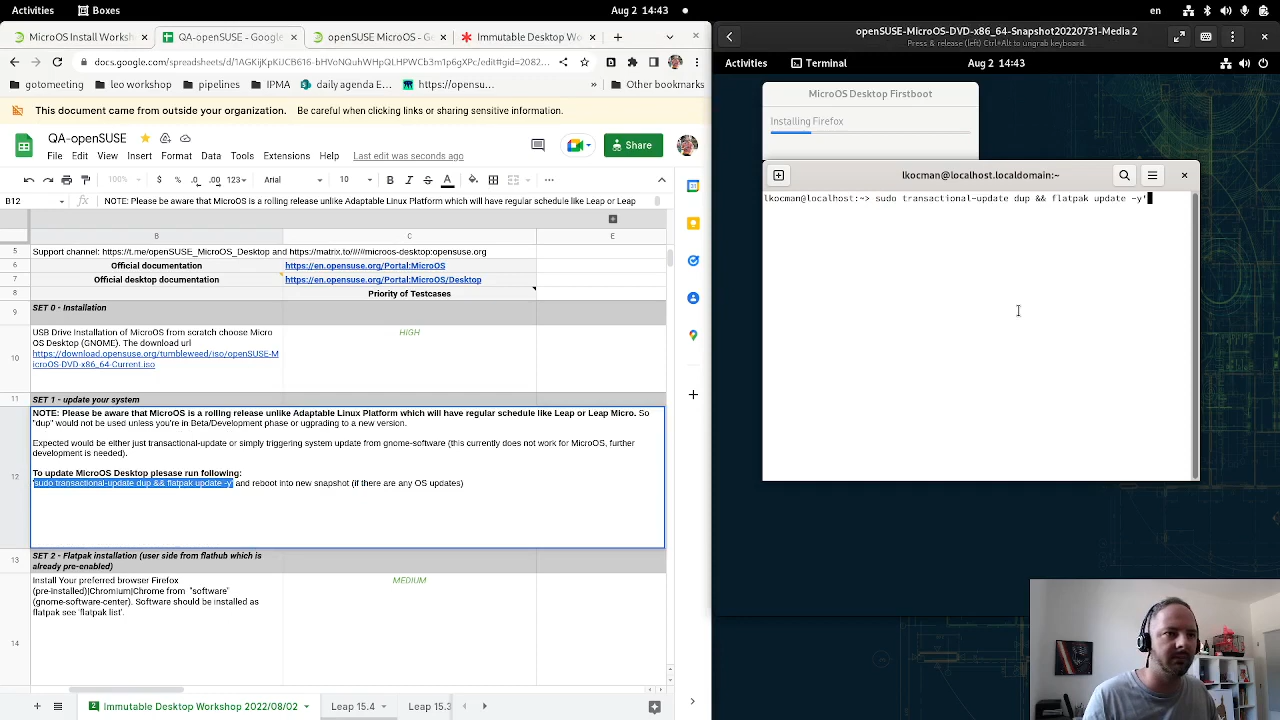 Activities Boxes Aug 2 14:43 en
MicroOS Install Worksh QA-openSUSE - Google openSUSE MicroOS - Go Immutable Desktop Wo
docs.google.com/spreadsheets/d/
gotomeeting leo workshop pipelines IPMA daily agenda E... https://opensu... Other bookmarks
This document came from outside your organization. Be careful when clicking links or sharing sensitive information.
QA-openSUSE
Share
File Edit View Insert Format Data Tools Extensions Help Last edit was seconds ago
100% $ % .0 .00 123 Arial 10 B I S A
B12 NOTE: Please be aware that MicroOS is a rolling release unlike Adaptable Linux Platform which will have regular schedule like Leap or Leap
B C E
5 Support channel: https://t.me/openSUSE_MicroOS_Desktop and
6 Official documentation https://en.opensuse.org/Portal:MicroOS
7 Official desktop documentation https://en.opensuse.org/Portal:MicroOS/Desktop
8 Priority of Testcases
9 SET 0 - Installation
10 USB Drive Installation of MicroOS from scratch choose Micro HIGH
OS Desktop (GNOME). The download url
https://download.opensuse.org/tumbleweed/iso/openSUSE-M
icroOS-DVD-x86_64-Current.iso
11 SET 1 - update your system
NOTE: Please be aware that MicroOS is a rolling release unlike Adaptable Linux Platform which will have regular schedule like Leap or Leap Micro. So
"dup" would not be used unless you're in Beta/Development phase or upgrading to a new version.
Expected would be either just transactional-update or simply triggering system update from gnome-software (this currently does not work for MicroOS, further
development is needed).
12 To update MicroOS Desktop plesase run following:
'sudo transactional-update dup && flatpak update -y' and reboot into new snapshot (if there are any OS updates)
13 SET 2 - Flatpak installation (user side from flathub which is
already pre-enabled)
Install Your preferred browser Firefox MEDIUM
(pre-installed)|Chromium|Chrome from "software"
(gnome-software-center). Software should be installed as
flatpak see 'flatpak list'.
14
Immutable Desktop Workshop 2022/08/02 Leap 15.4 Leap 15.3
openSUSE-MicroOS-DVD-x86_64-Snapshot20220731-Media 2
Press & release (left) Ctrl+Alt to ungrab keyboard.
Activities Terminal Aug 2 14:43
MicroOS Desktop Firstboot
Installing Firefox
lkocman@localhost.localdomain:~
lkocman@localhost:~> sudo transactional-update dup && flatpak update -y'